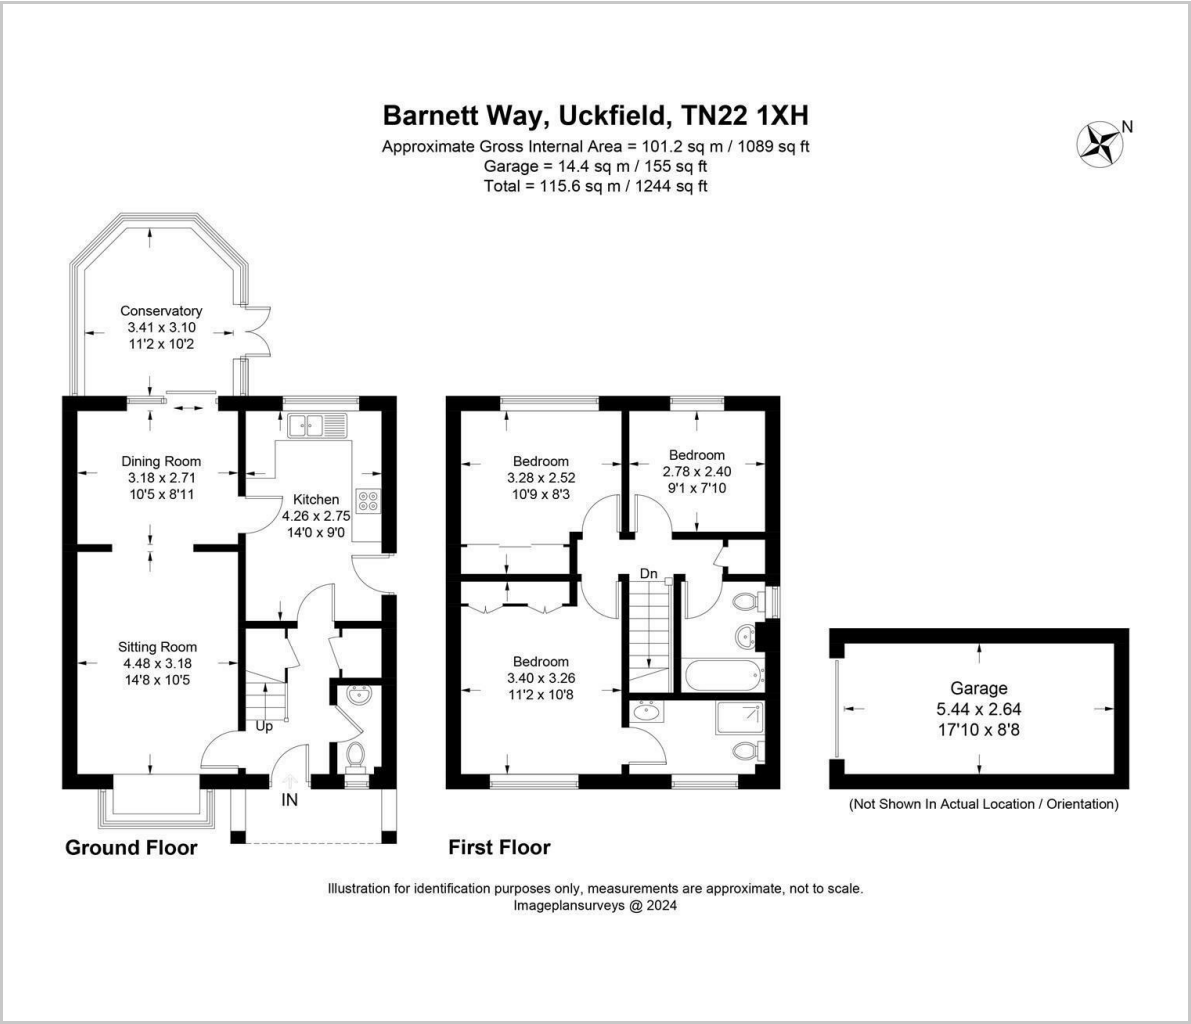 Barnett Way, Uckfield, TN22 1XH
Approximate Gross Internal Area = 101.2 sq m / 1089 sq ft
Garage = 14.4 sq m / 155 sq ft
Total = 115.6 sq m / 1244 sq ft
N
Conservatory
3.41 x 3.10
11'2 x 10'2
Dining Room
3.18 x 2.71
10'5 x 8'11
Kitchen
4.26 x 2.75
14'0 x 9'0
Sitting Room
4.48 x 3.18
14'8 x 10'5
Up
IN
Ground Floor
Bedroom
3.28 x 2.52
10'9 x 8'3
Bedroom
2.78 x 2.40
9'1 x 7'10
Dn
Bedroom
3.40 x 3.26
11'2 x 10'8
First Floor
Garage
5.44 x 2.64
17'10 x 8'8
(Not Shown In Actual Location / Orientation)
Illustration for identification purposes only, measurements are approximate, not to scale.
Imageplansurveys @ 2024